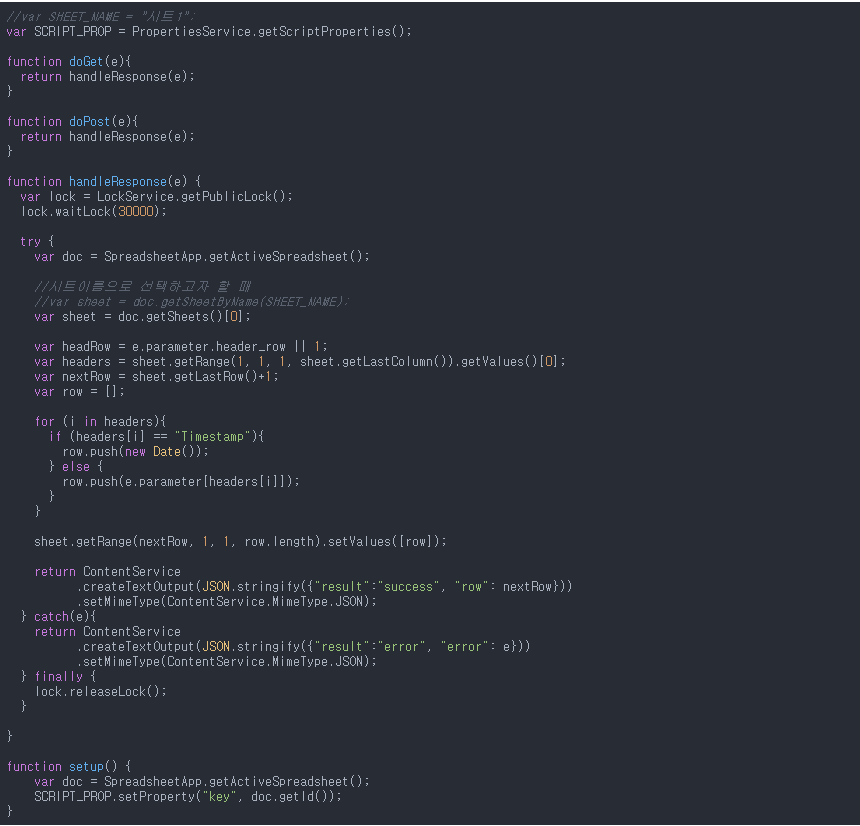 //var SHEET_NAME = "시트1";
var SCRIPT_PROP = PropertiesService.getScriptProperties();
function doGet(e){
return handleResponse(e);
}
function doPost(e){
return handleResponse(e);
}
function handleResponse(e) {
var lock = LockService.getPublicLock();
lock.waitLock(30000);
try {
var doc = SpreadsheetApp.getActiveSpreadsheet();
//시트이름으로 선택하고자 할 때
//var sheet = doc.getSheetByName(SHEET_NAME);
var sheet = doc.getSheets()[0];
var headRow = e.parameter.header_row || 1;
var headers = sheet.getRange(1, 1, 1, sheet.getLastColumn()).getValues()[0];
var nextRow = sheet.getLastRow()+1;
var row = [];
for (i in headers){
if (headers[i] == "Timestamp"){
row.push(new Date());
} else {
row.push(e.parameter[headers[i]]);
}
}
sheet.getRange(nextRow, 1, 1, row.length).setValues([row]);
return ContentService
.createTextOutput(JSON.stringify({"result":"success", "row": nextRow}))
.setMimeType(ContentService.MimeType.JSON);
} catch(e){
return ContentService
.createTextOutput(JSON.stringify({"result":"error", "error": e}))
.setMimeType(ContentService.MimeType.JSON);
} finally {
lock.releaseLock();
}
}
function setup() {
var doc = SpreadsheetApp.getActiveSpreadsheet();
SCRIPT_PROP.setProperty("key", doc.getId());
}